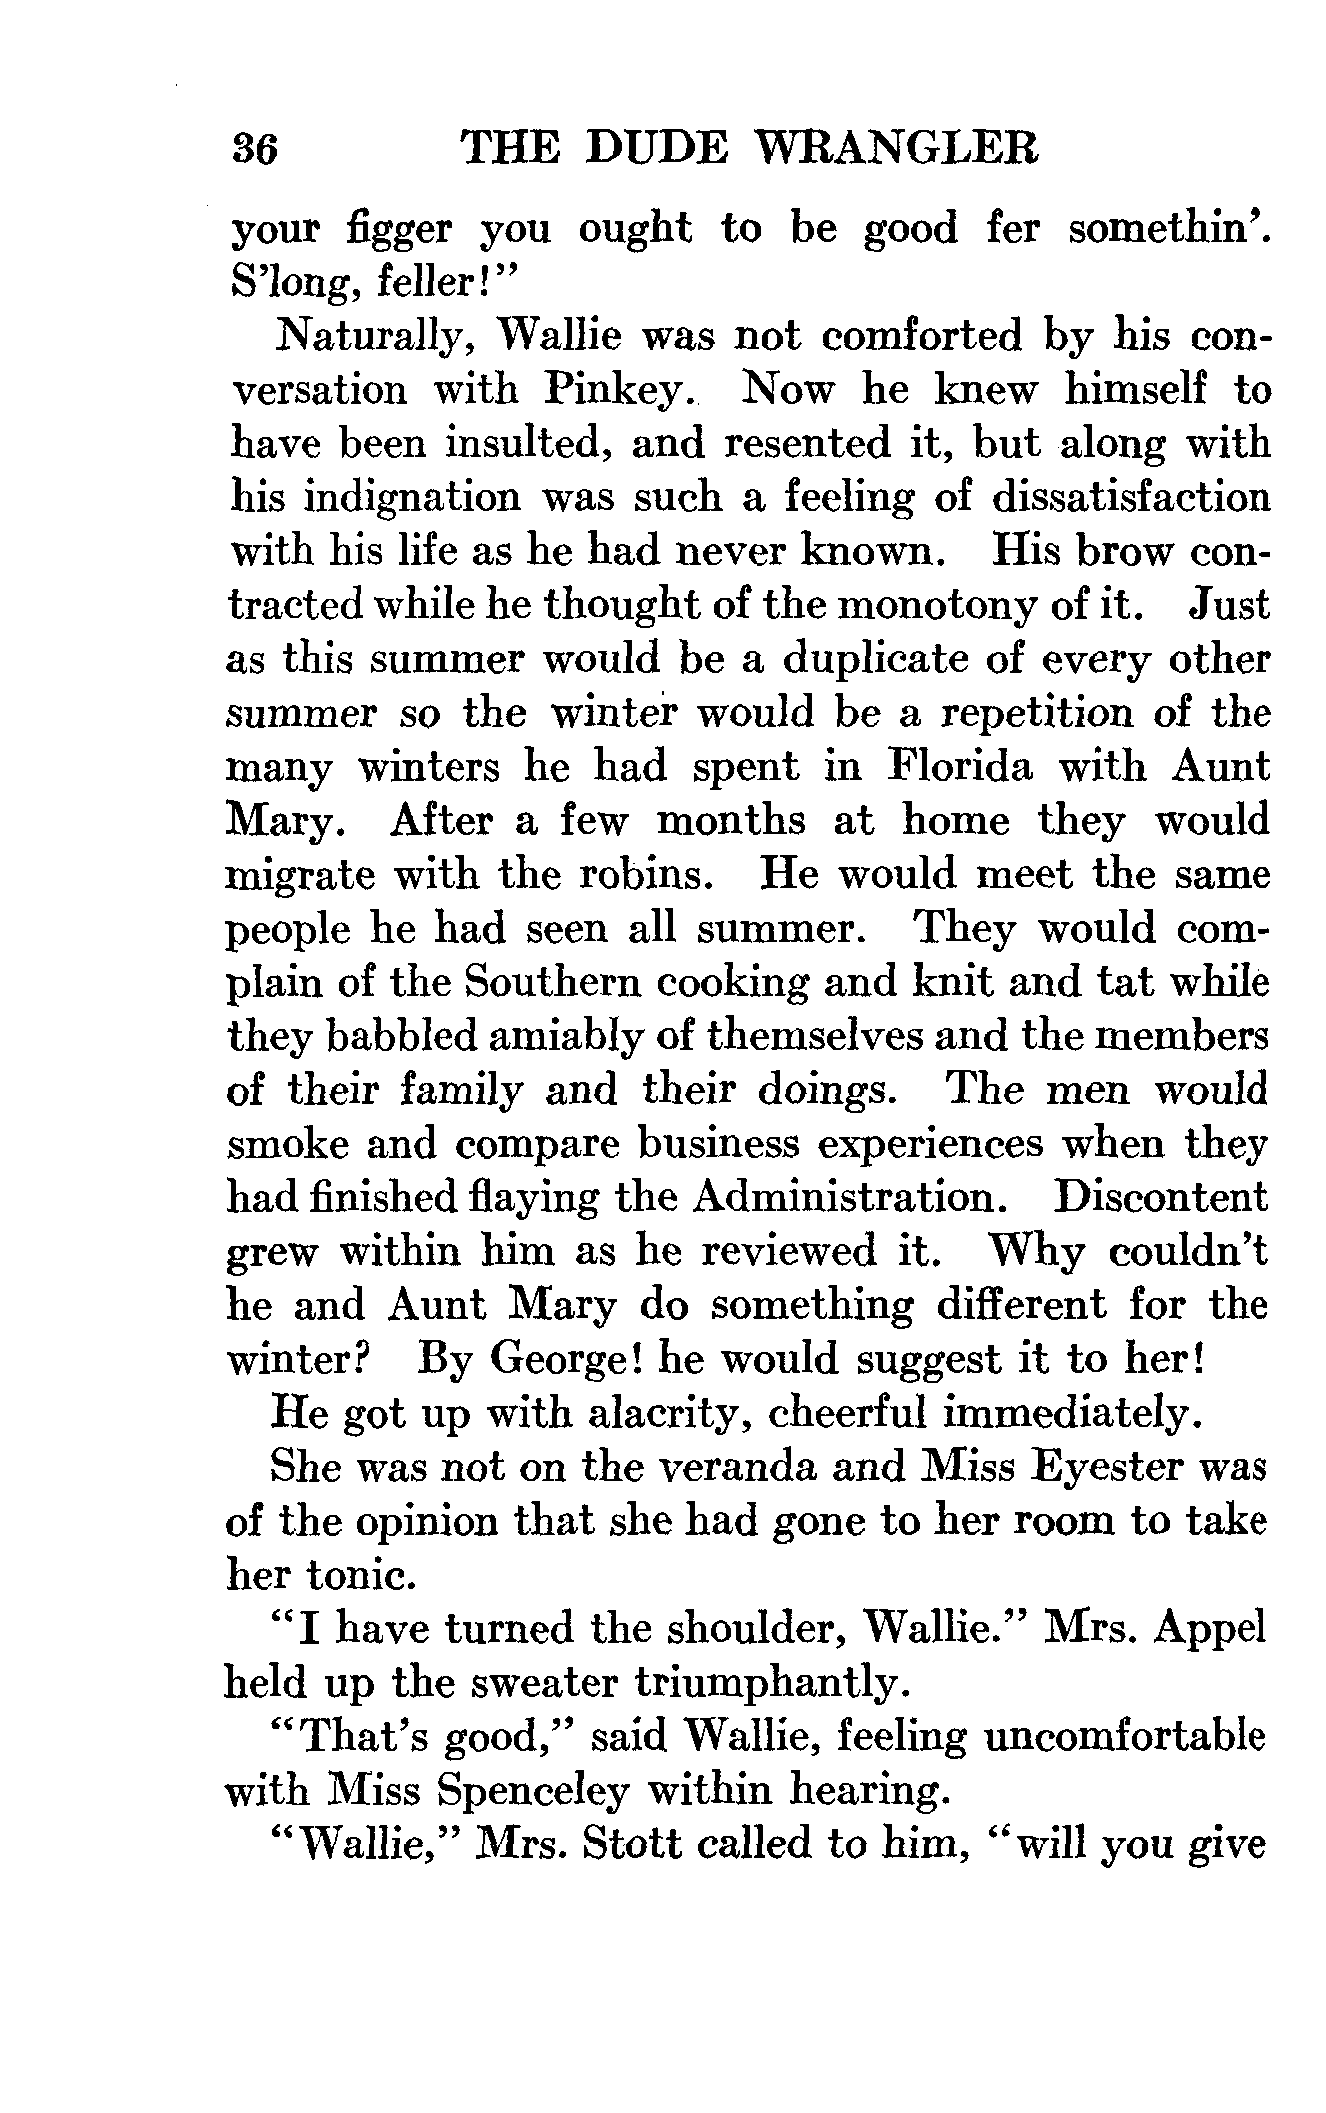 36 THE DUDE WRANGLER
your figger you ought to be good fer somethin'.
S'long, feller!"
Naturally, Wallie was not comforted by his con-
versation with Pinkey. Now he knew himself to
have been insulted, and resented it, but along with
his indignation was such a feeling of dissatisfaction
with his life as he had never known. His brow con-
tracted while he thought of the monotony of it. Just
as this summer would be a duplicate of every other
summer so the winter would be a repetition of the
many winters he had spent in Florida with Aunt
Mary. After a few months at home they would
migrate with the robins. He would meet the same
people he had seen all summer. They would com-
plain of the Southern cooking and knit and tat while
they babbled amiably of themselves and the members
of their family and their doings. The men would
smoke and compare business experiences when they
had finished flaying the Administration. Discontent
grew within him as he reviewed it. Why couldn't
he and Aunt Mary do something different for the
winter? By George! he would suggest it to her!
He got up with alacrity, cheerful immediately.
She was not on the veranda and Miss Eyester was
of the opinion that she had gone to her room to take
her tonic.
"I have turned the shoulder, Wallie." Mrs. Appel
held up the sweater triumphantly.
"That's good," said Wallie, feeling uncomfortable
with Miss Spenceley within hearing.
"Wallie," Mrs. Stott called to him, "will you give